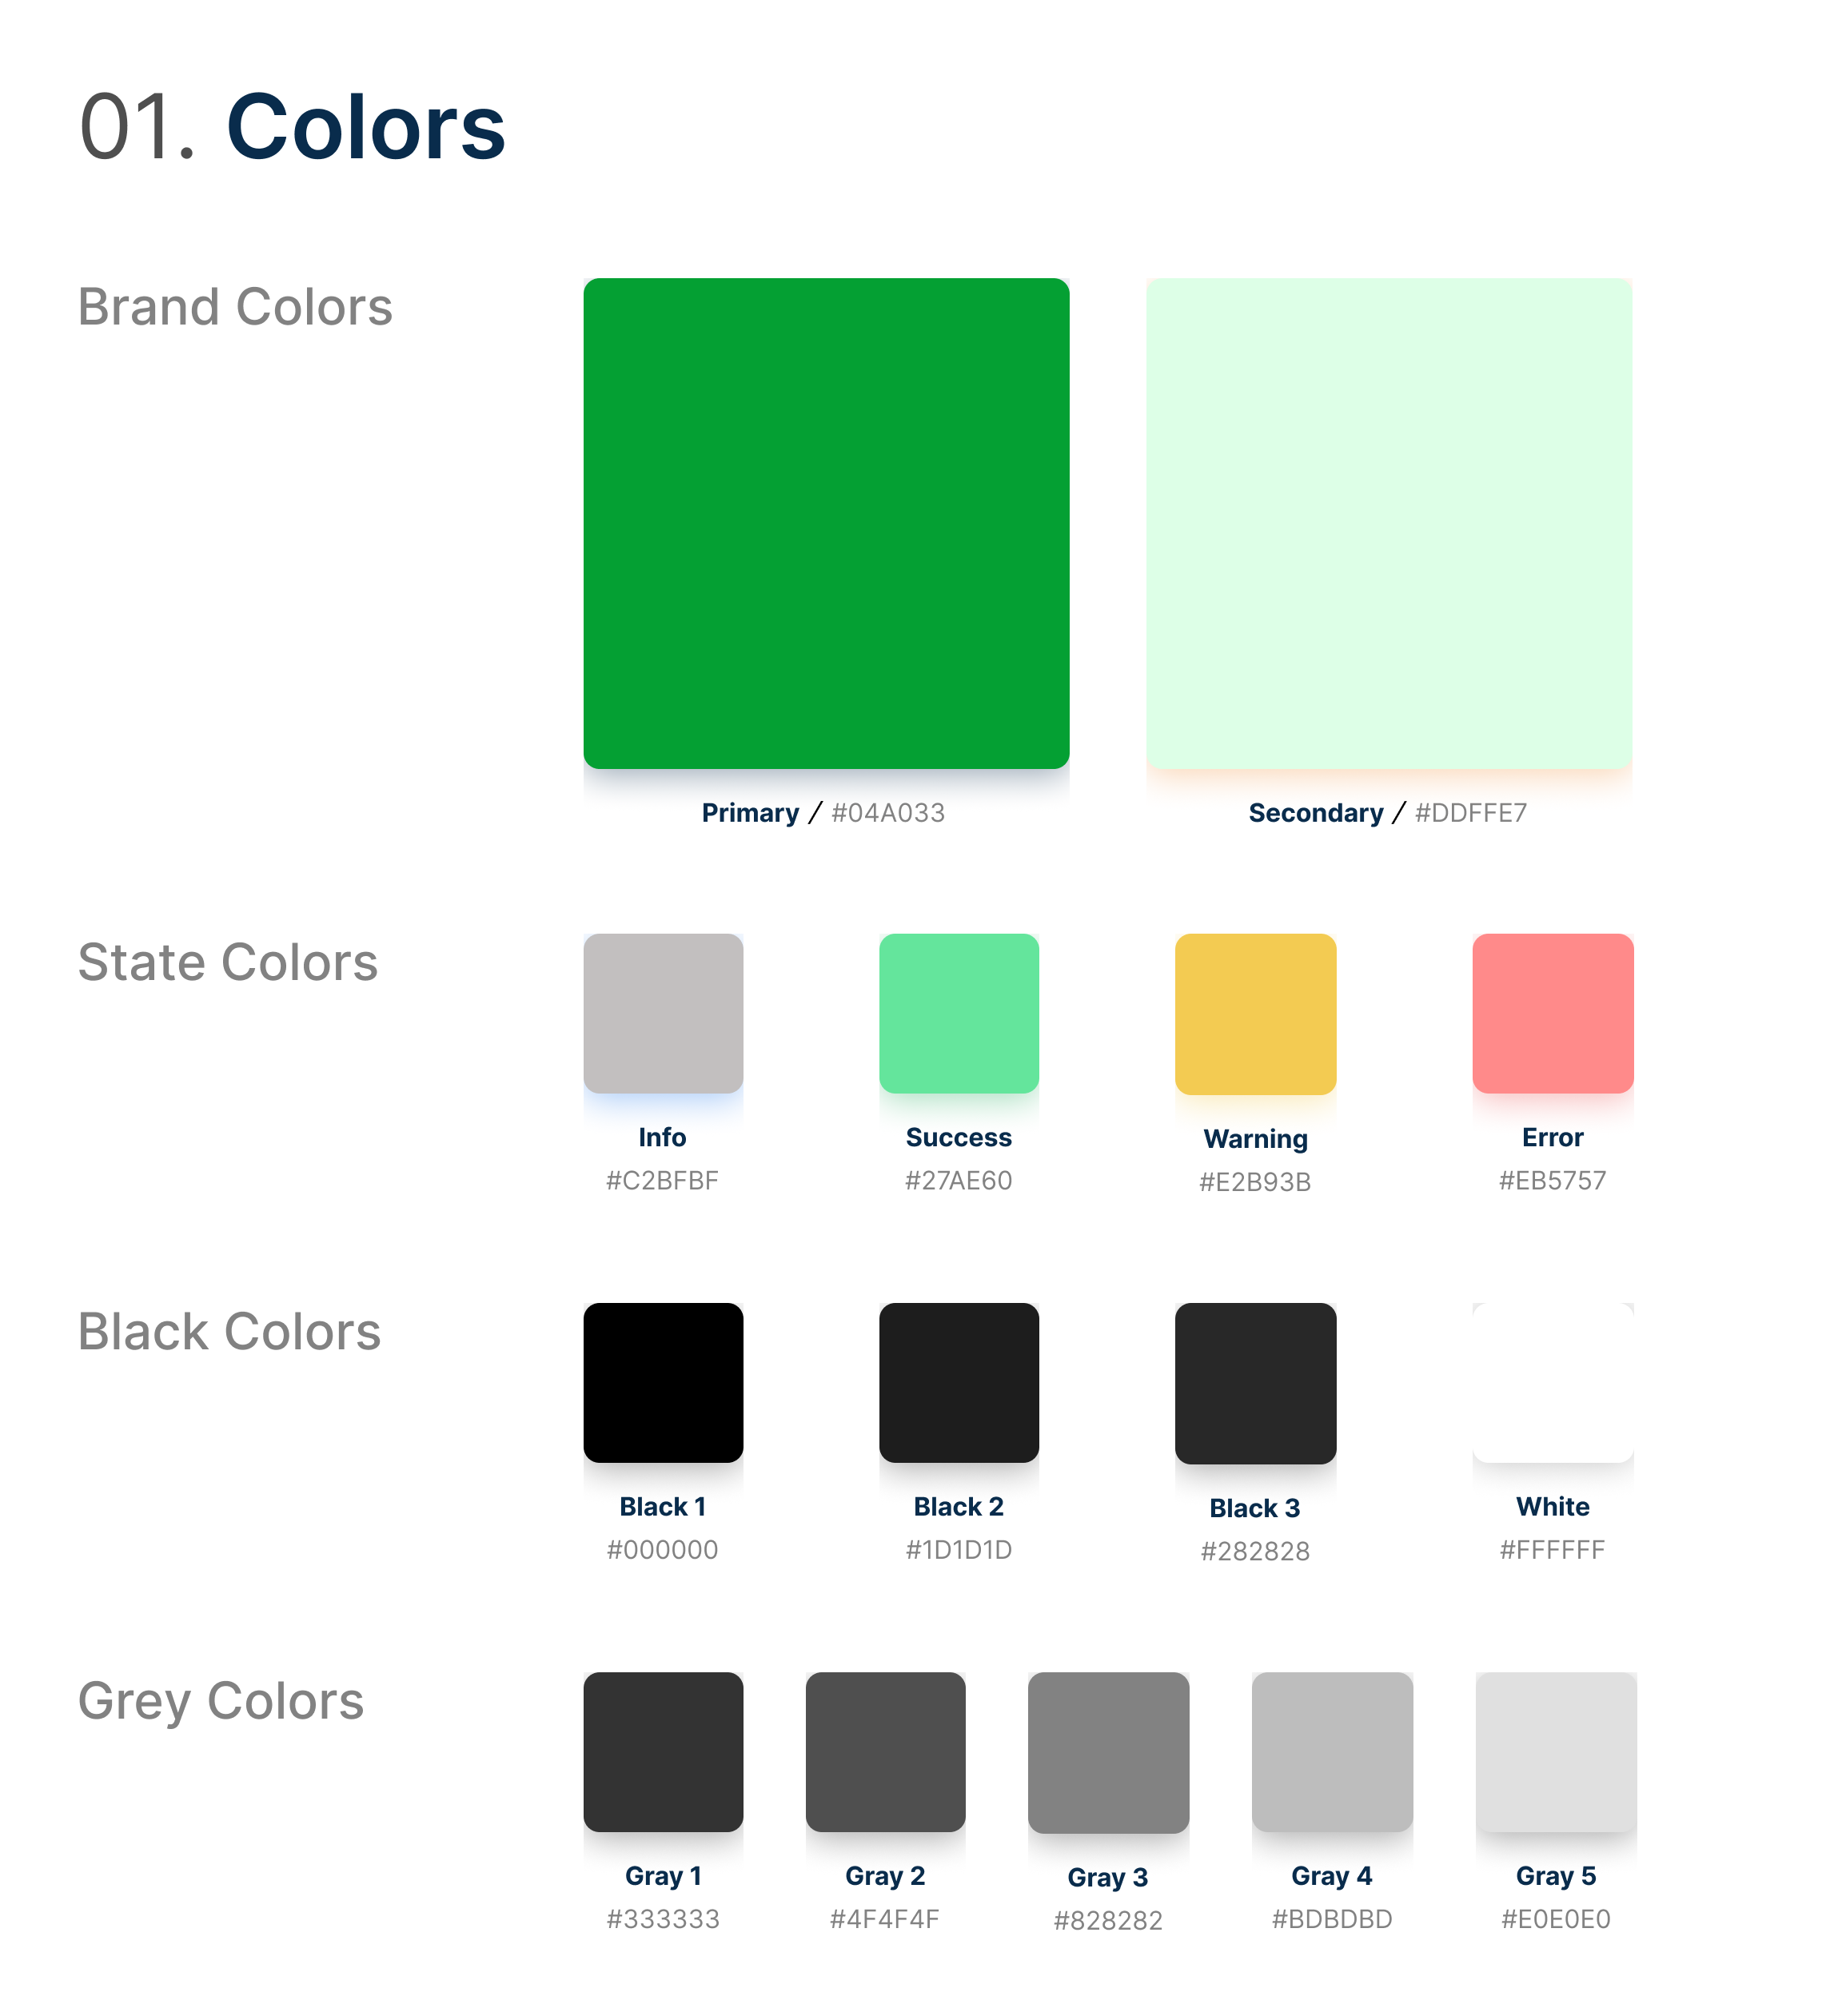 01. Colors
Brand Colors
Primary / #04A033
Secondary / #DDFFE7
State Colors
Info
#C2BFBF
Success
#27AE60
Warning
#E2B93B
Error
#EB5757
Black Colors
Black 1
#000000
Black 2
#1D1D1D
Black 3
#282828
White
#FFFFFF
Grey Colors
Gray 1
#333333
Gray 2
#4F4F4F
Gray 3
#828282
Gray 4
#BDBDBD
Gray 5
#E0E0E0